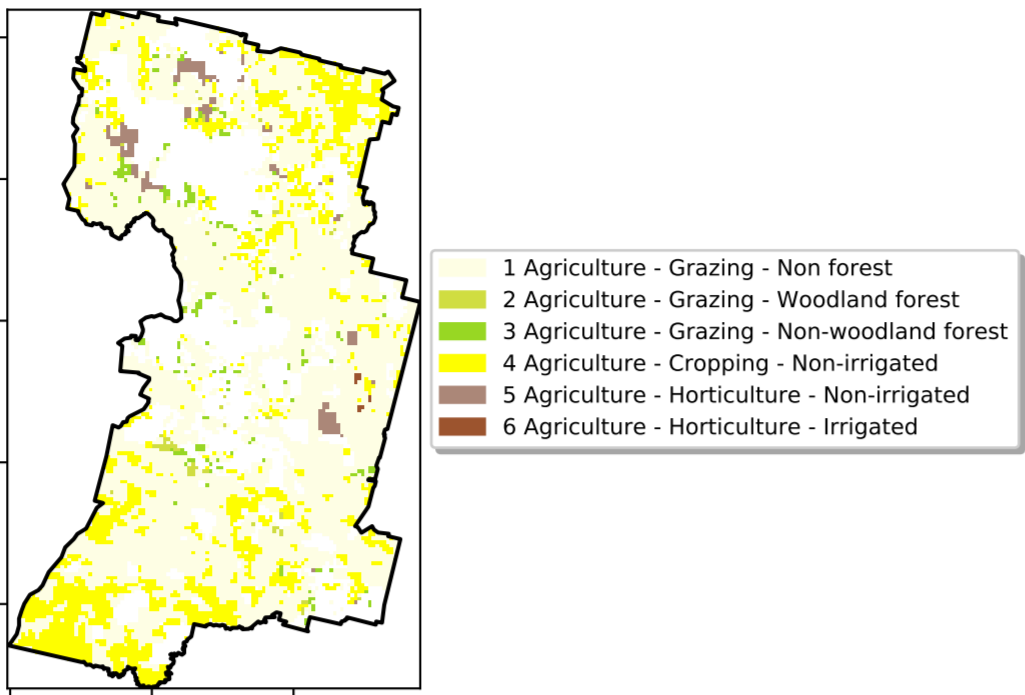 1 Agriculture - Grazing - Non forest
2 Agriculture - Grazing - Woodland forest
3 Agriculture - Grazing - Non-woodland forest
4 Agriculture - Cropping - Non-irrigated
5 Agriculture - Horticulture - Non-irrigated
6 Agriculture - Horticulture - Irrigated